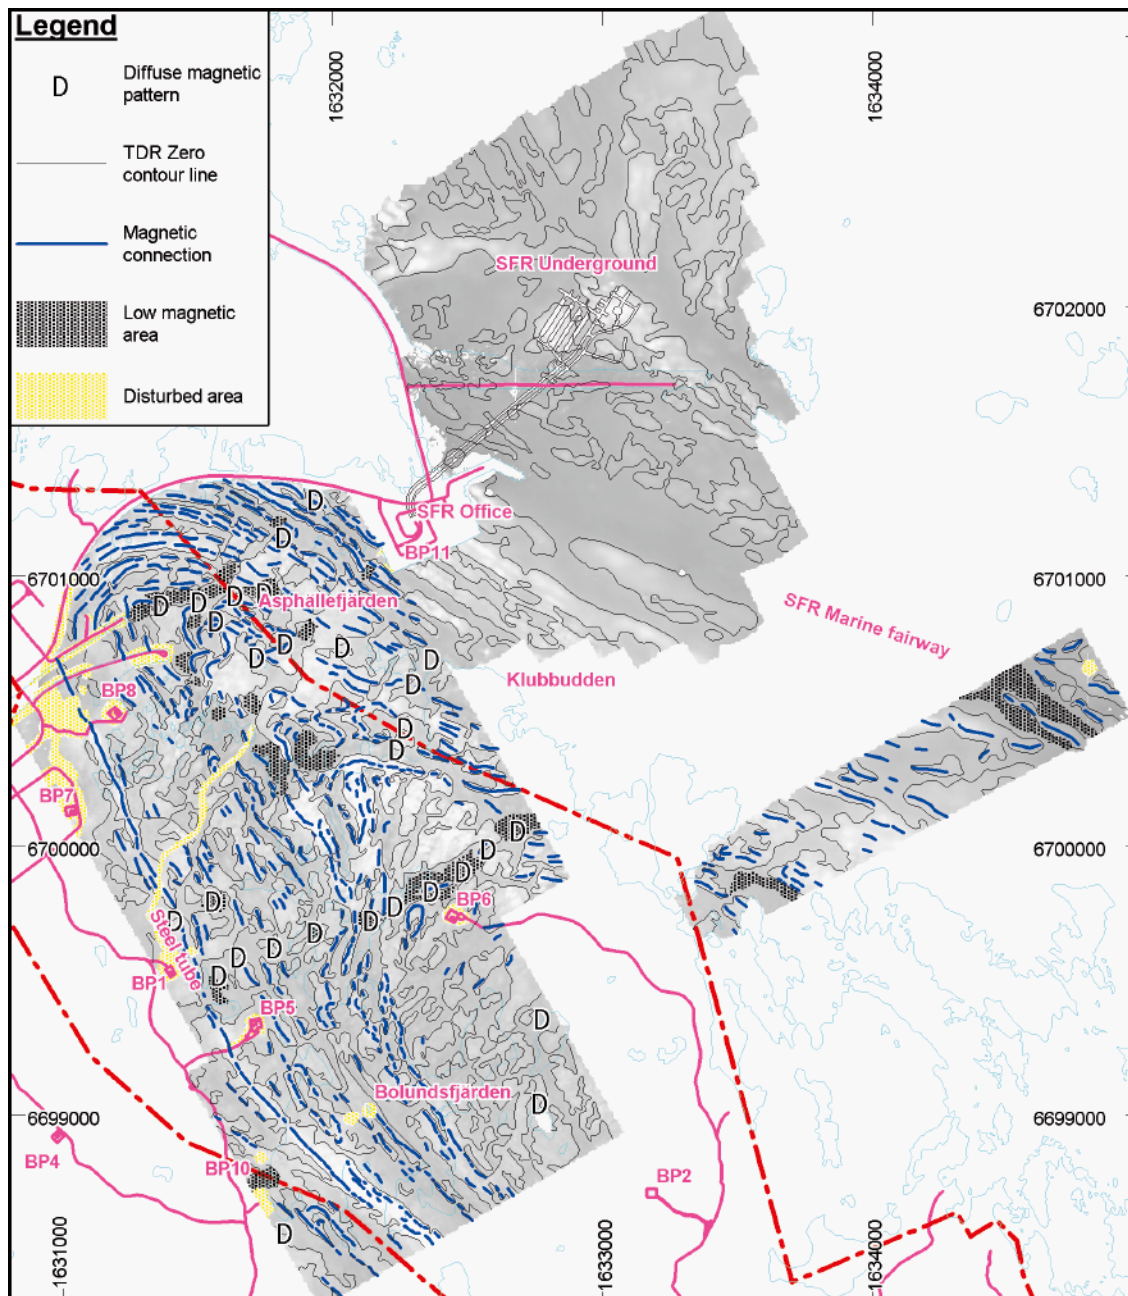 Legend
D
Diffuse magnetic
pattern
TDR Zero
contour line
Magnetic
connection
Low magnetic
area
Disturbed area
1632000
1634000
SFR Underground
6702000
SFR Office
D
BP11
D
6701000
6701000
D
D
D
D
Asphällefjärden
D
SFR Marine fairway
D
D
D
D
D
Klubbudden
BP8
D
D
D
BP7
6700000
D
6700000
D
D
D
BP6
D
D
D
Steel tube
D
D
D
BP1
D
BP5
D
Bolundsfjärden
D
6699000
6699000
BP4
BP10
BP2
D
1631000
1633000
1634000